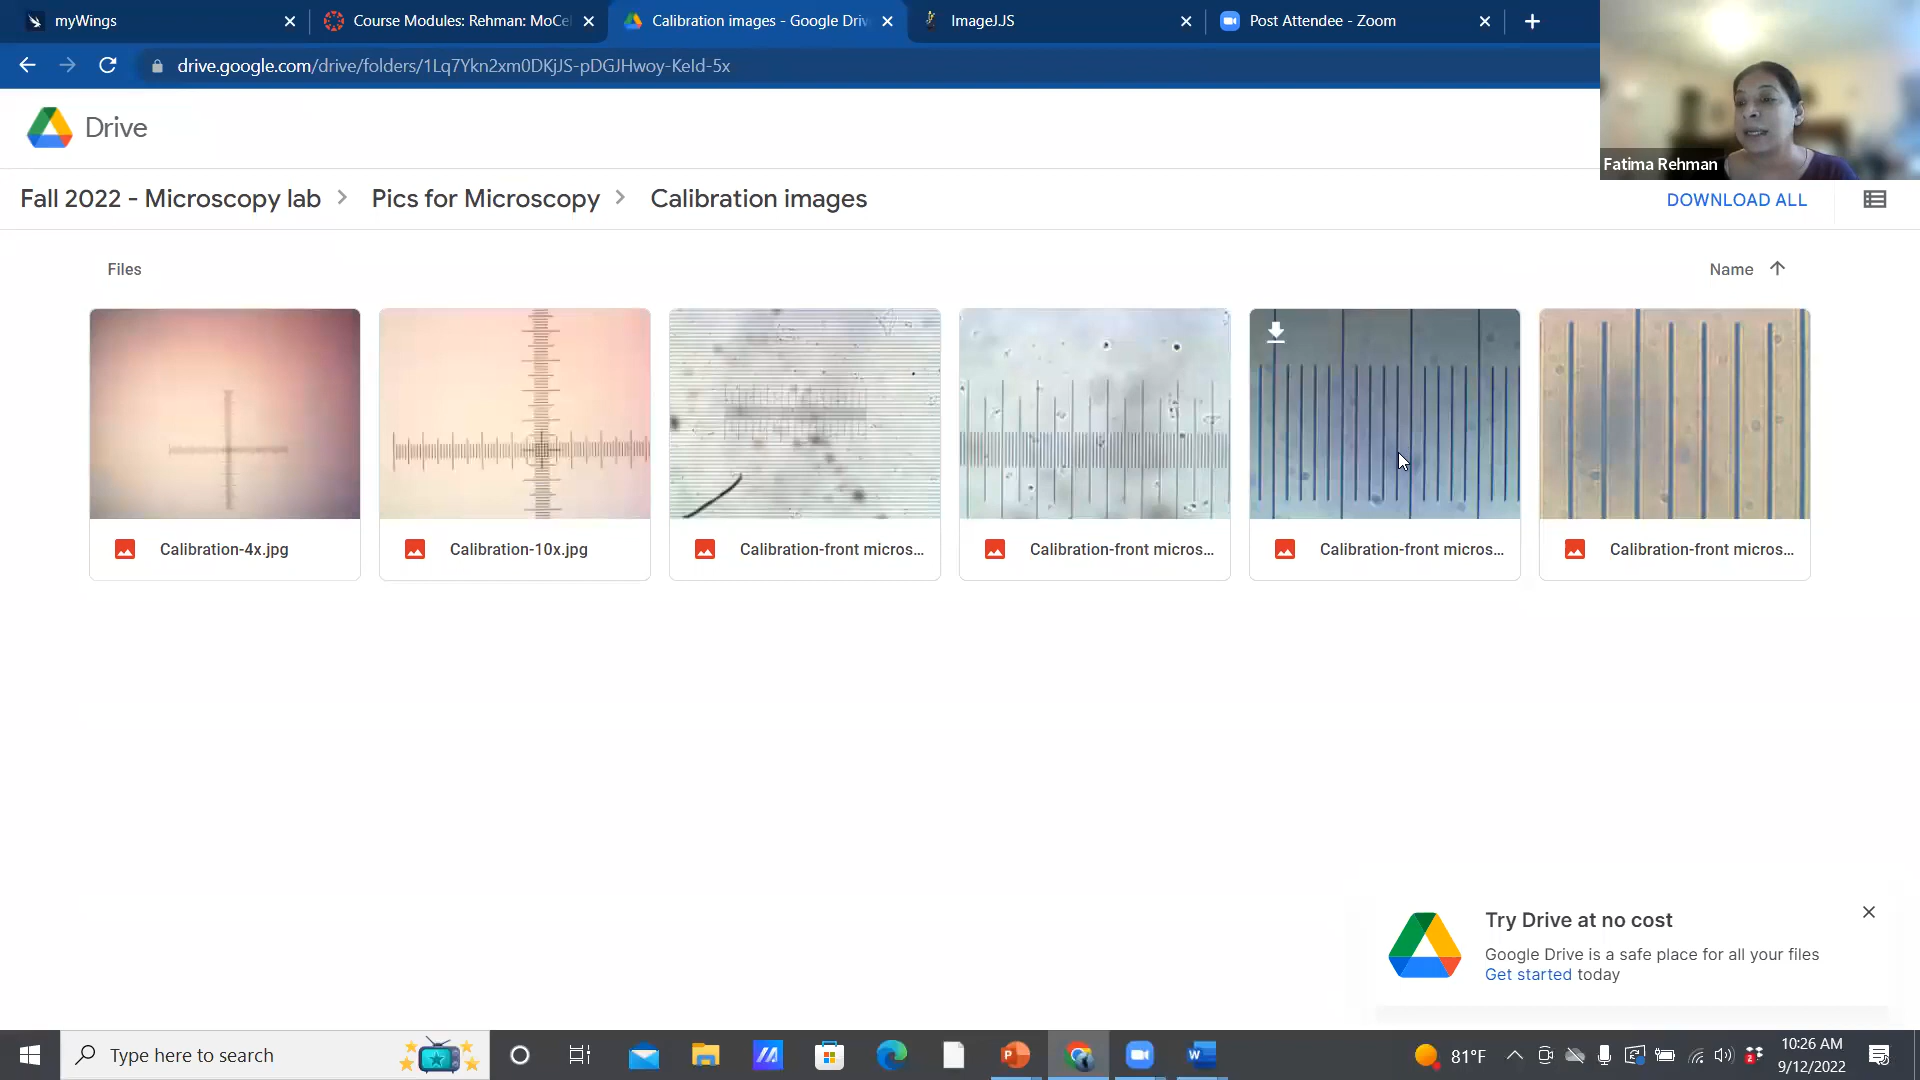 myWings
Course Modules: Rehman: MoCe
Calibration images - Google Driv
ImageJ.JS
Post Attendee - Zoom
drive.google.com/drive/folders/1Lq7Ykn2xm0DKjJS-pDGJHwoy-Keld-5x
Drive
Fatima Rehman
Fall 2022 - Microscopy lab
Pics for Microscopy
Calibration images
DOWNLOAD ALL
Files
Name
Calibration-4x.jpg
Calibration-10x.jpg
Calibration-front micros...
Calibration-front micros...
Calibration-front micros...
Calibration-front micros...
Try Drive at no cost
Google Drive is a safe place for all your files
Get started today
Type here to search
81°F
10:26 AM
9/12/2022